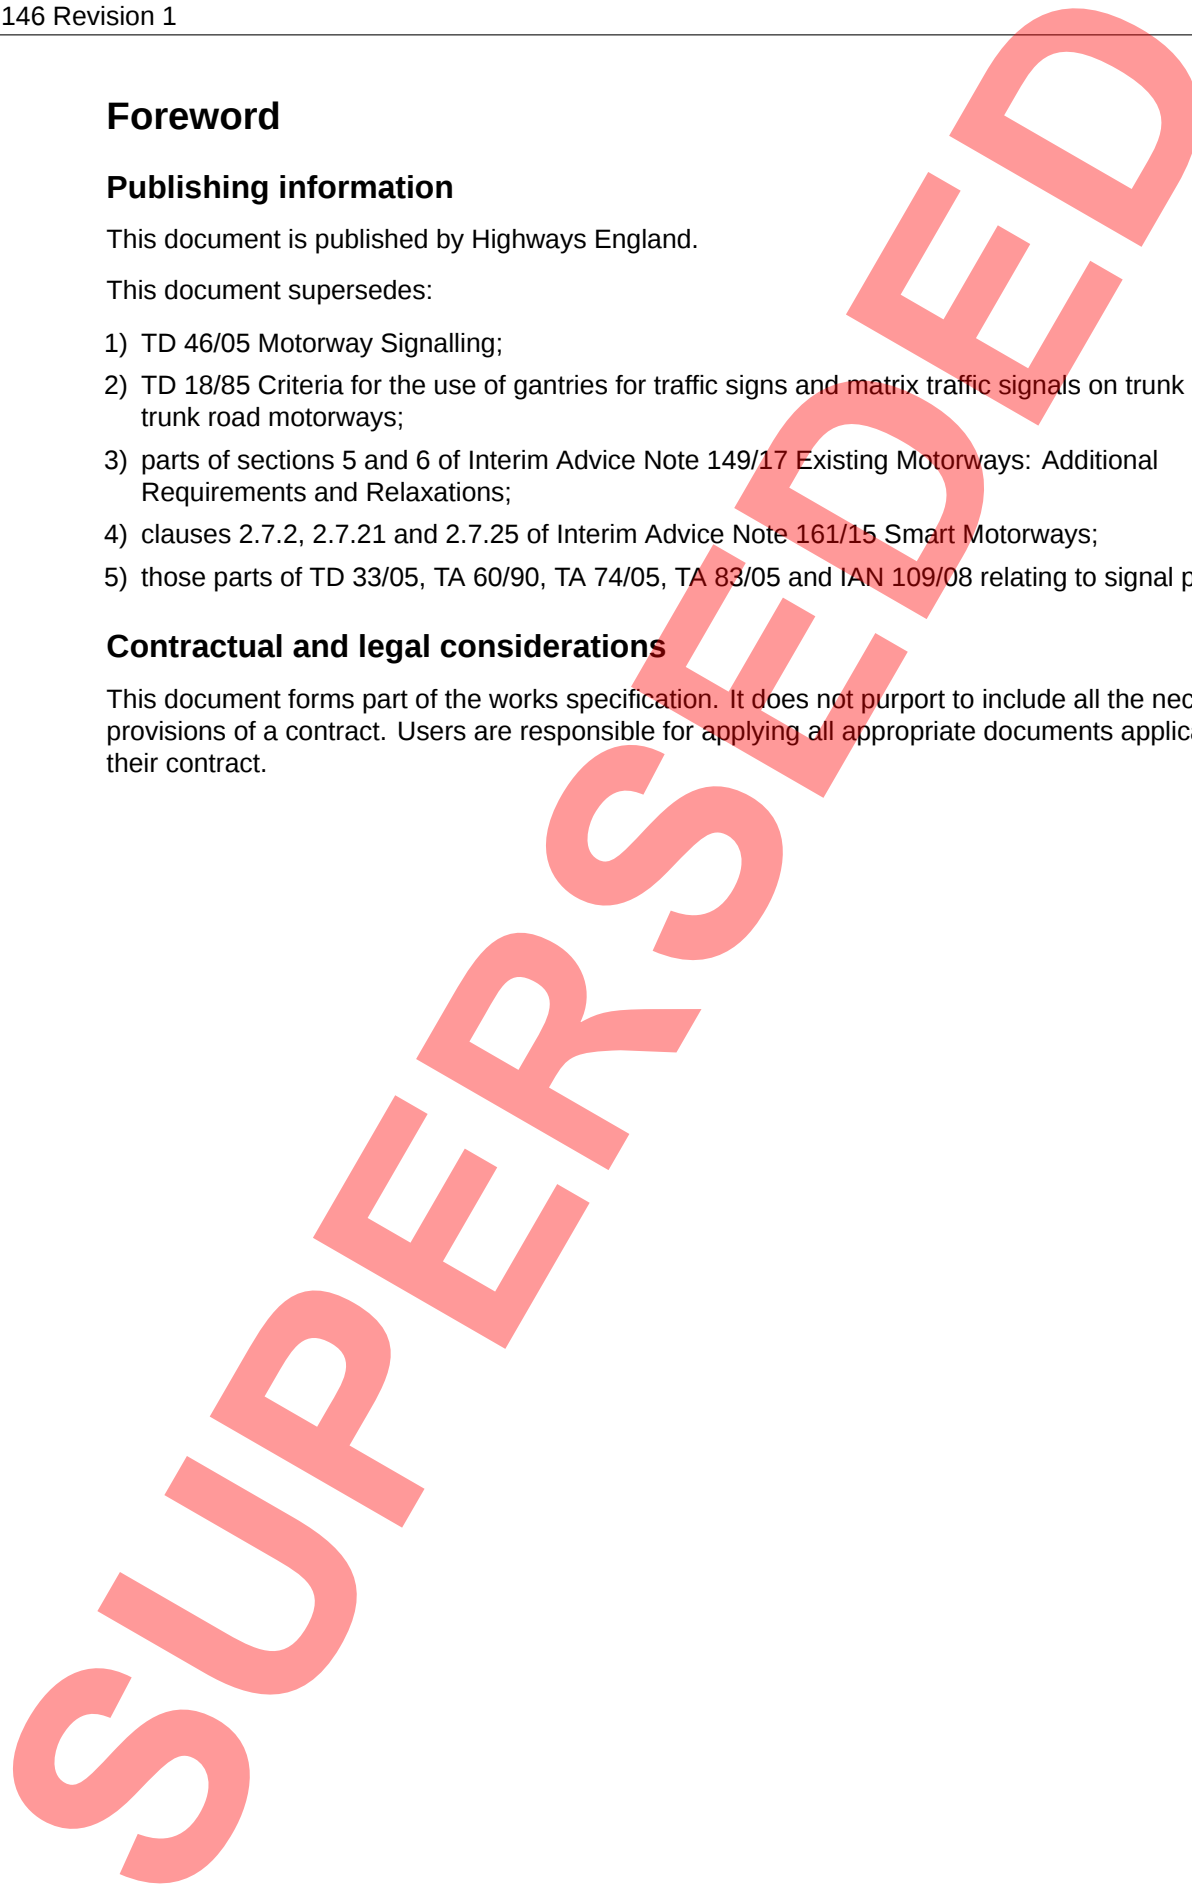 146 Revision 1
Foreword
Publishing information
This document is published by Highways England.
This document supersedes:
1) TD 46/05 Motorway Signalling;
2) TD 18/85 Criteria for the use of gantries for traffic signs and matrix traffic signals on trunk
trunk road motorways;
3) parts of sections 5 and 6 of Interim Advice Note 149/17 Existing Motorways: Additional
Requirements and Relaxations;
4) clauses 2.7.2, 2.7.21 and 2.7.25 of Interim Advice Note 161/15 Smart Motorways;
5) those parts of TD 33/05, TA 60/90, TA 74/05, TA 83/05 and IAN 109/08 relating to signal
Contractual and legal considerations
This document forms part of the works specification. It does not purport to include all the
provisions of a contract. Users are responsible for applying all appropriate documents
their contract.
SUPERSEDED